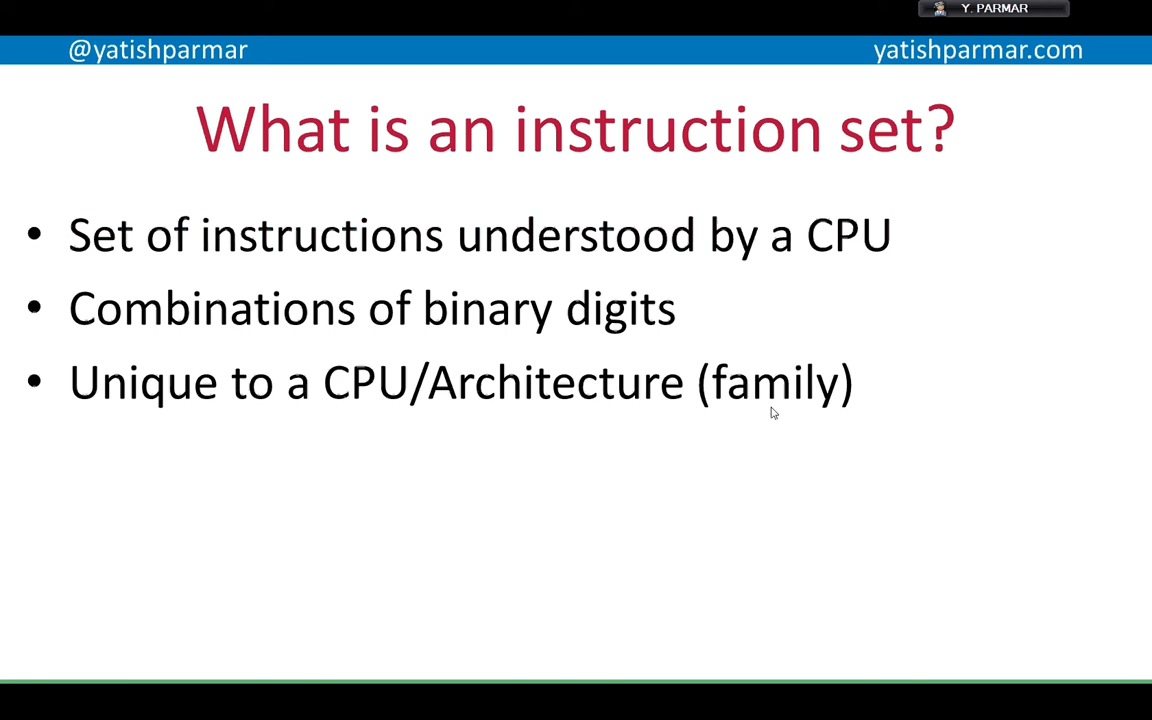 Y. PARMAR
@yatishparmar yatishparmar.com
What is an instruction set?
• Set of instructions understood by a CPU
• Combinations of binary digits
• Unique to a CPU/Architecture (family)